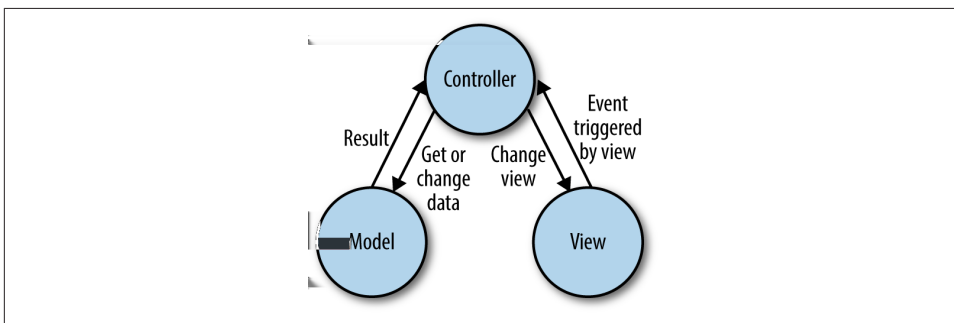 Controller
Result
Get or
change
data
Change
view
Event
triggered
by view
Model
View